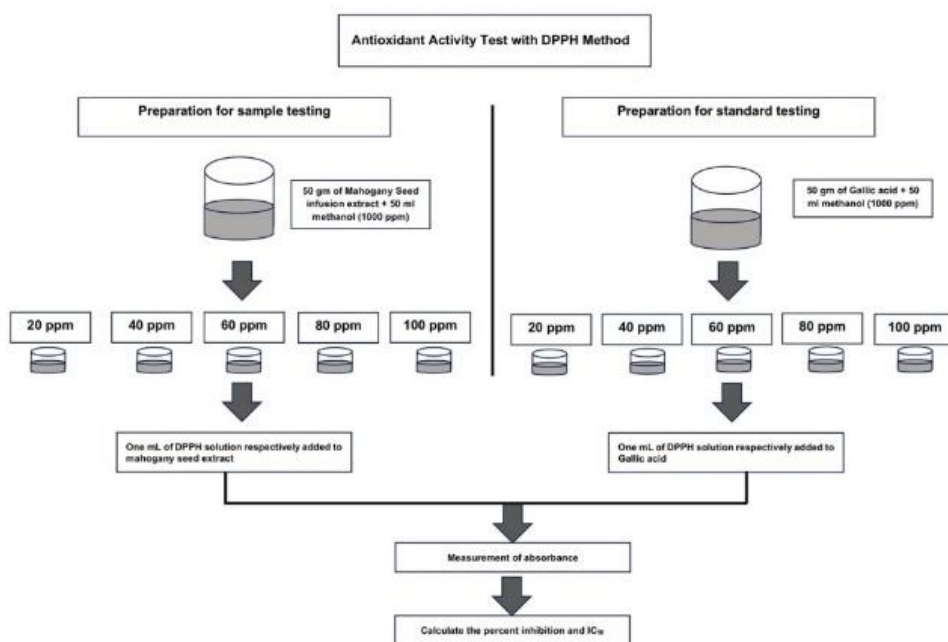 Antioxidant Activity Test with DPPH Method
Preparation for sample testing
50 gm of Mahogany Seed
infusion extract + 50 ml
methanol (1000 ppm)
20 ppm
40 ppm
60 ppm
80 ppm
100 ppm
One mL of DPPH solution respectively added to
mahogany seed extract
Preparation for standard testing
50 gm of Gallic acid + 50
ml methanol (1000 ppm)
20 ppm
40 ppm
60 ppm
80 ppm
100 ppm
One mL of DPPH solution respectively added to
Gallic acid
Measurement of absorbance
Calculate the percent inhibition and IC₅₀